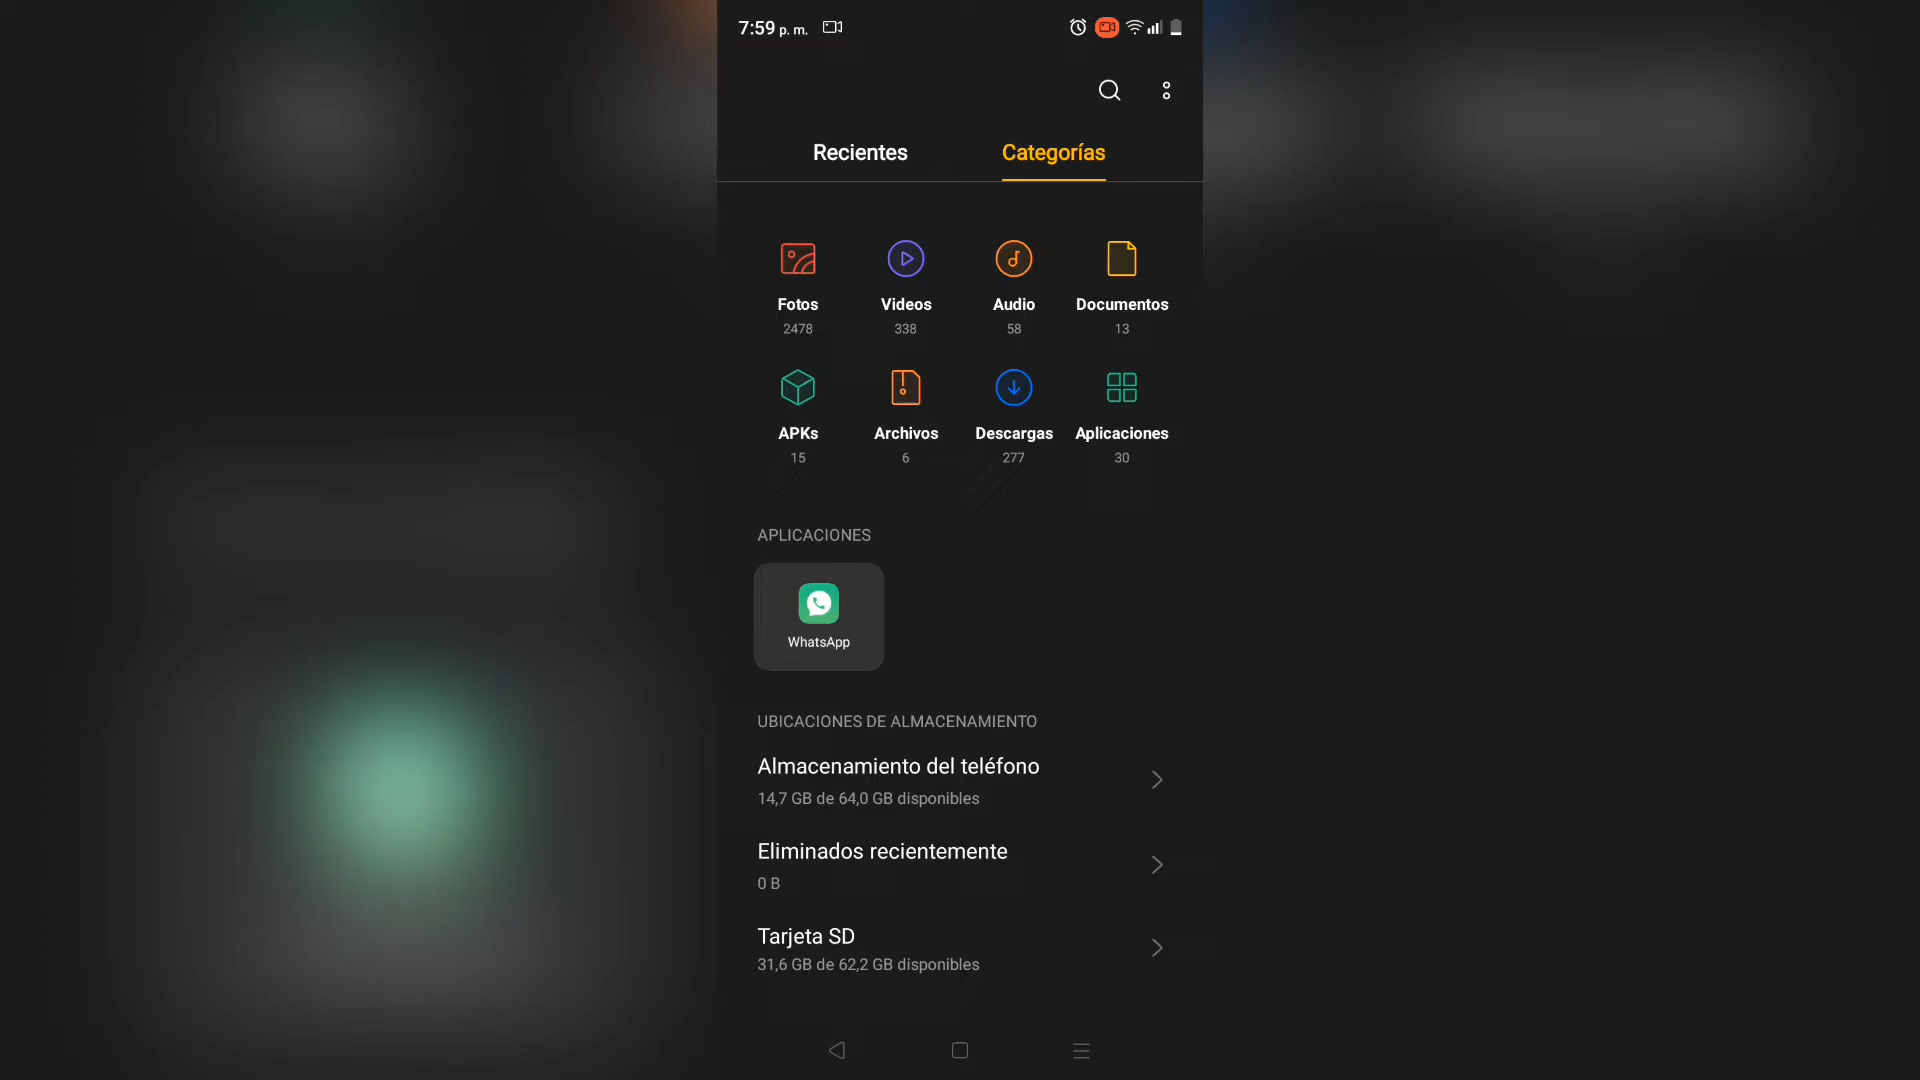 7:59 p. m.
Recientes
Categorías
Fotos
Videos
Audio
Documentos
2478
338
58
13
APKs
Archivos
Descargas
Aplicaciones
15
6
277
30
APLICACIONES
WhatsApp
UBICACIONES DE ALMACENAMIENTO
Almacenamiento del teléfono
14,7 GB de 64,0 GB disponibles
Eliminados recientemente
0 B
Tarjeta SD
31,6 GB de 62,2 GB disponibles